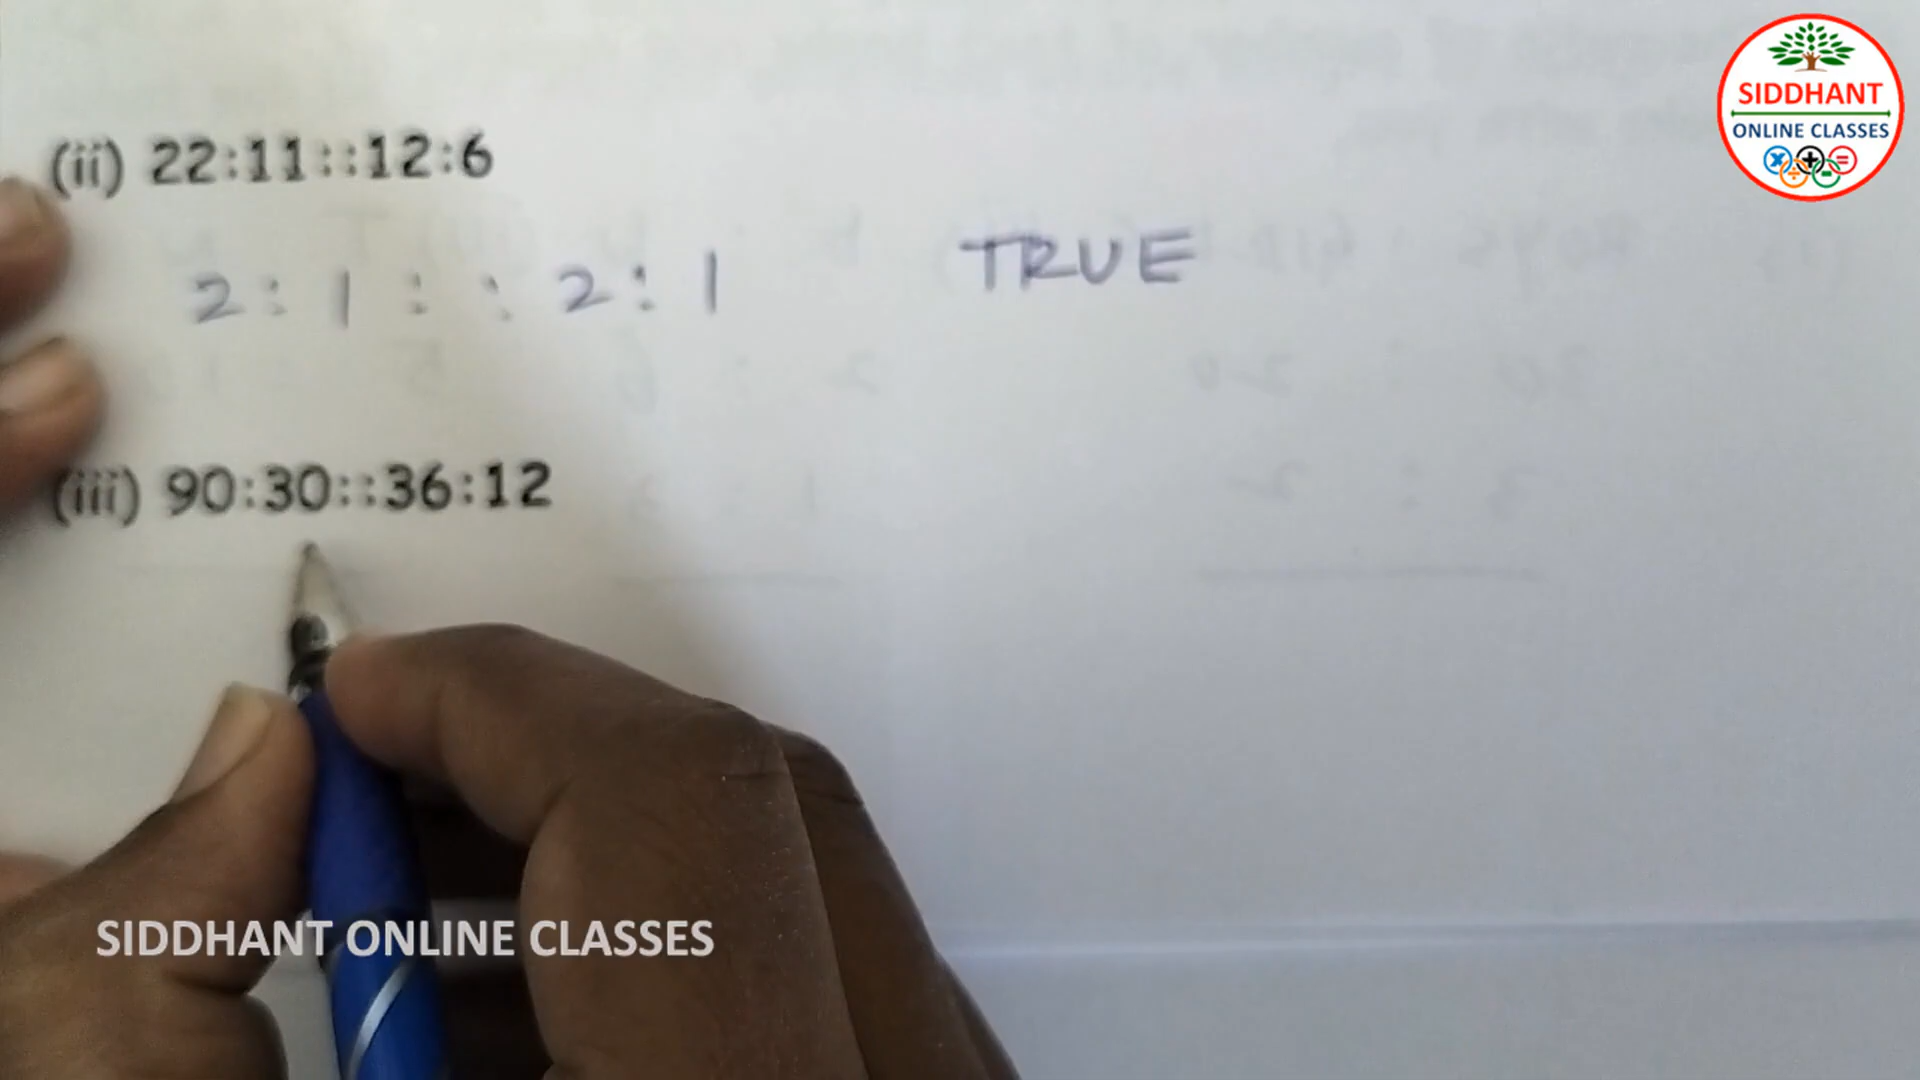 SIDDHANT
ONLINE CLASSES
(ii) 22:11::12:6
2:1::2:1 TRUE
(iii) 90:30::36:12
SIDDHANT ONLINE CLASSES